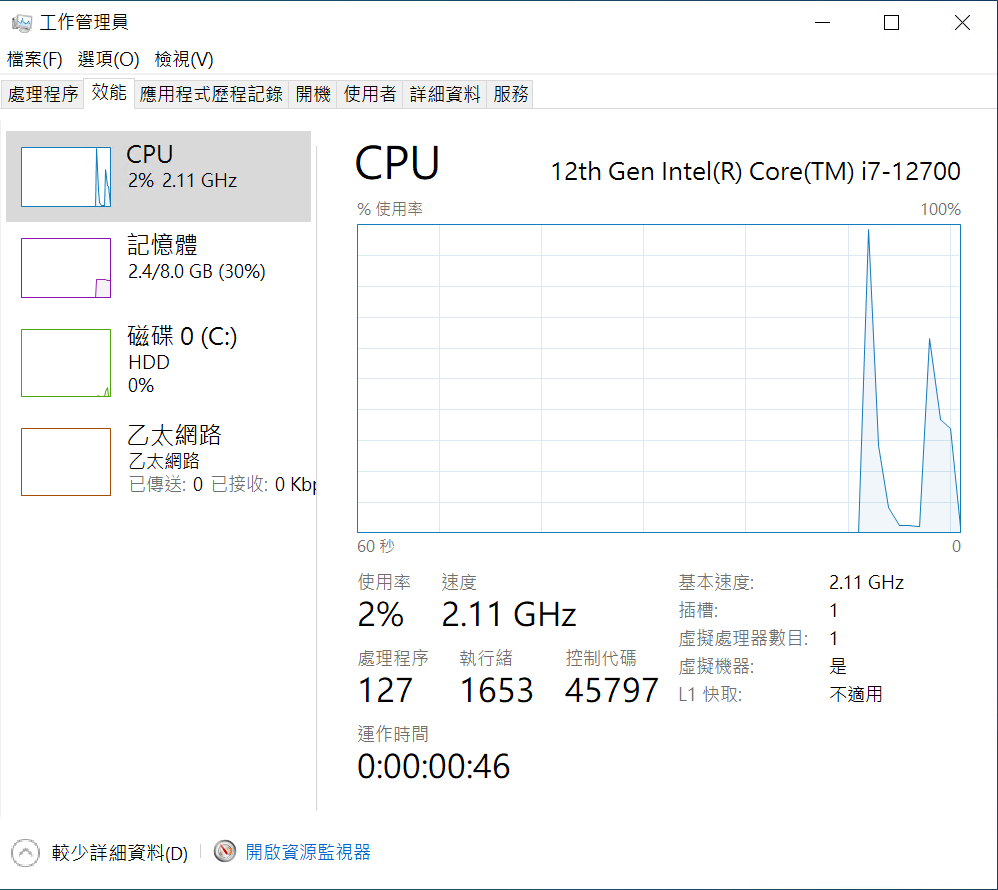 工作管理員
檔案(F) 選項(O) 檢視(V)
處理程序 效能 應用程式歷程記錄 開機 使用者 詳細資料 服務
CPU
2% 2.11 GHz
記憶體
2.4/8.0 GB (30%)
磁碟 0 (C:)
HDD
0%
乙太網路
乙太網路
已傳送: 0 已接收: 0 Kbp
CPU 12th Gen Intel(R) Core(TM) i7-12700
% 使用率 100%
60 秒 0
使用率 速度
2% 2.11 GHz
處理程序 執行緒 控制代碼
127 1653 45797
運作時間
0:00:00:46
基本速度: 2.11 GHz
插槽: 1
虛擬處理器數目: 1
虛擬機器: 是
L1 快取: 不適用
較少詳細資料(D) 開啟資源監視器